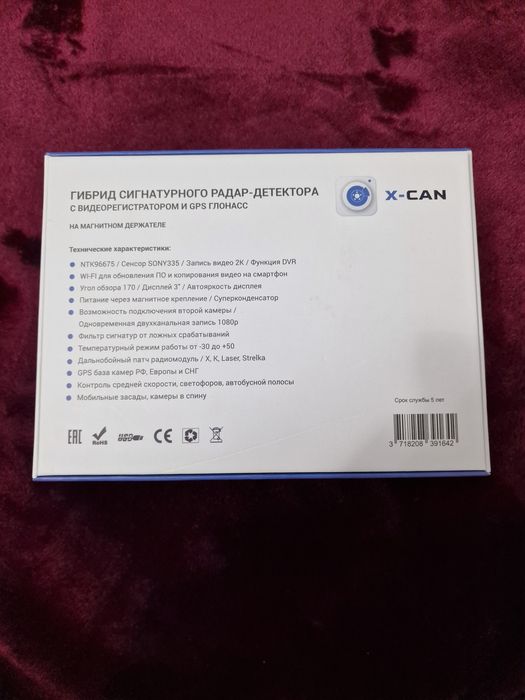 ГИБРИД СИГНАТУРНОГО РАДАР-ДЕТЕКТОРА
С ВИДЕОРЕГИСТРАТОРОМ И GPS ГЛОНАСС
НА МАГНИТНОМ ДЕРЖАТЕЛЕ
X-CAN
Технические характеристики:
NTK96675 / Сенсор SONY335 / Запись видео 2K / Функция DVR
WI-FI для обновления ПО и копирования видео на смартфон
Угол обзора 170 / Дисплей 3" / Автояркость дисплея
Питание через магнитное крепление / Суперконденсатор
Возможность подключения второй камеры /
Одновременная двухканальная запись 1080p
Фильтр сигнатур от ложных срабатываний
Температурный режим работы от -30 до +50
Дальнобойный патч радиомодуль / X, K, Laser, Strelka
GPS база камер РФ, Европы и СНГ
Контроль средней скорости, светофоров, автобусной полосы
Мобильные засады, камеры в спину
Срок службы 5 лет
EAC RoHS CE
3 718208 391642